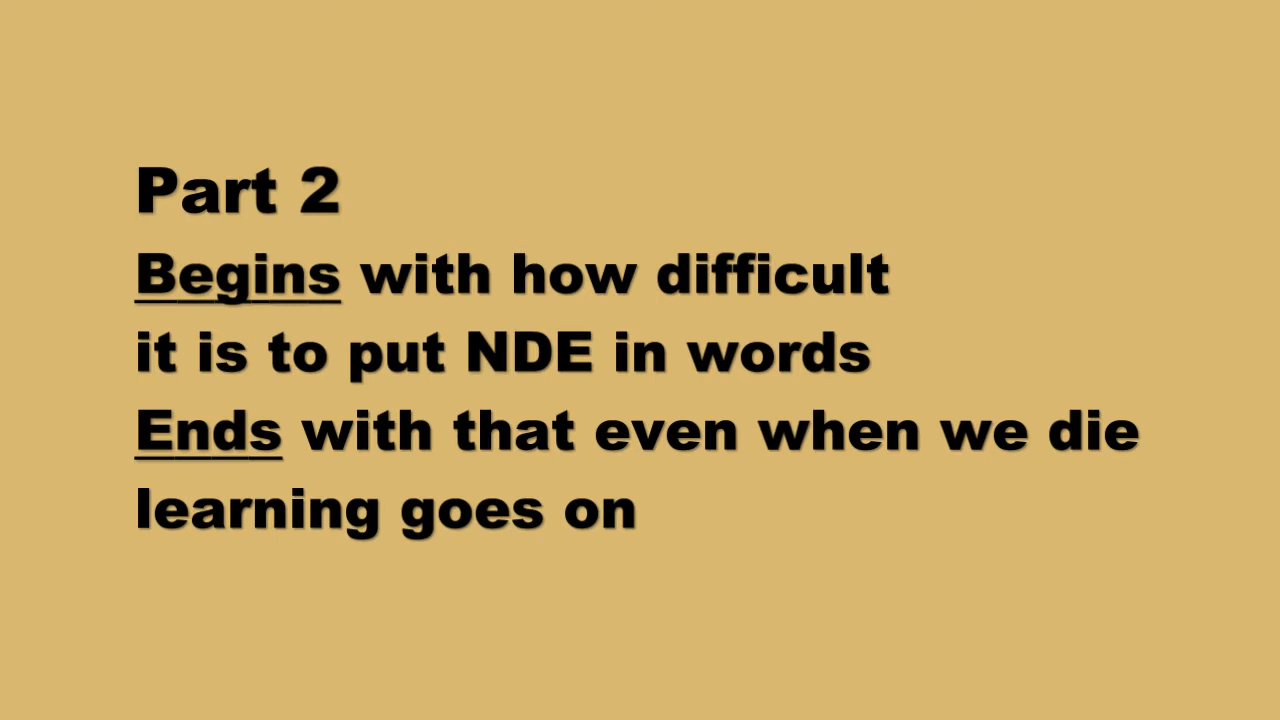 Part 2
Begins with how difficult
it is to put NDE in words
Ends with that even when we die
learning goes on